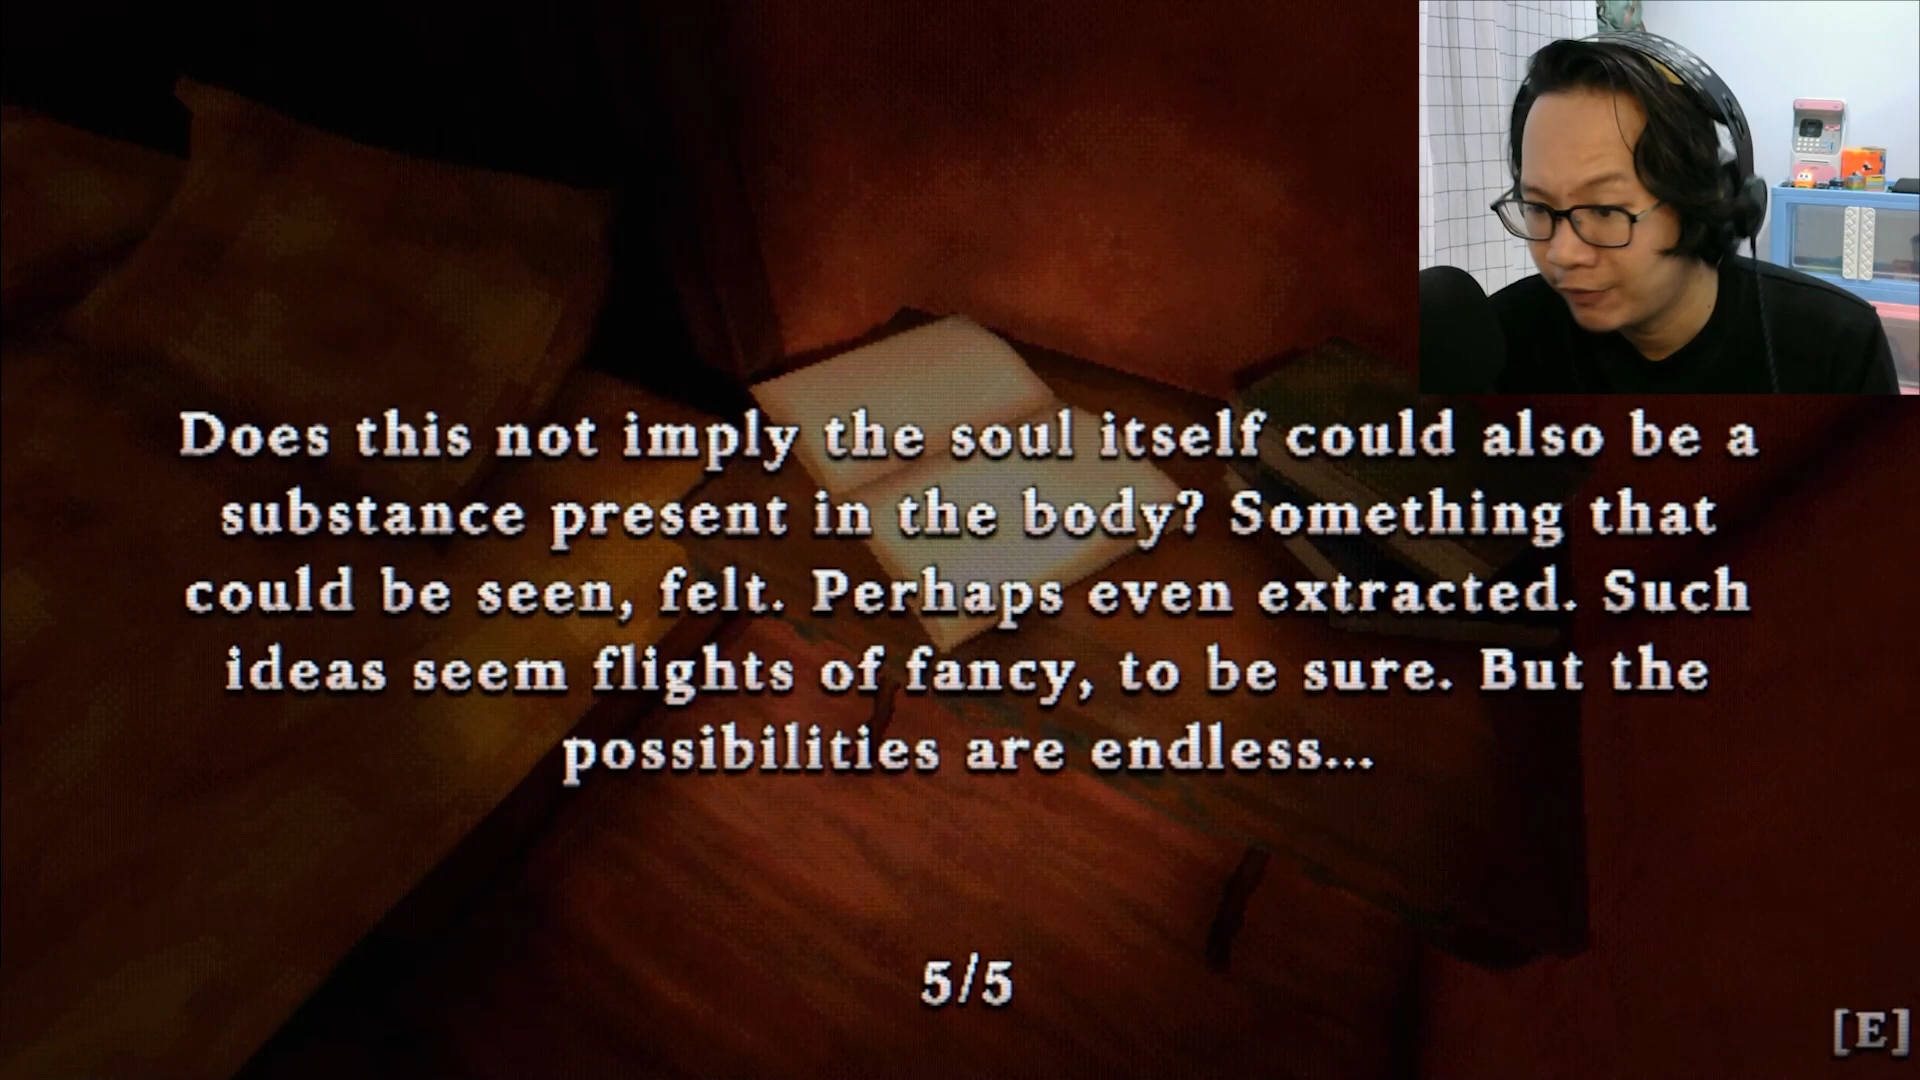 Does this not imply the soul itself could also be a
substance present in the body? Something that
could be seen, felt. Perhaps even extracted. Such
ideas seem flights of fancy, to be sure. But the
possibilities are endless...
5/5
[E]